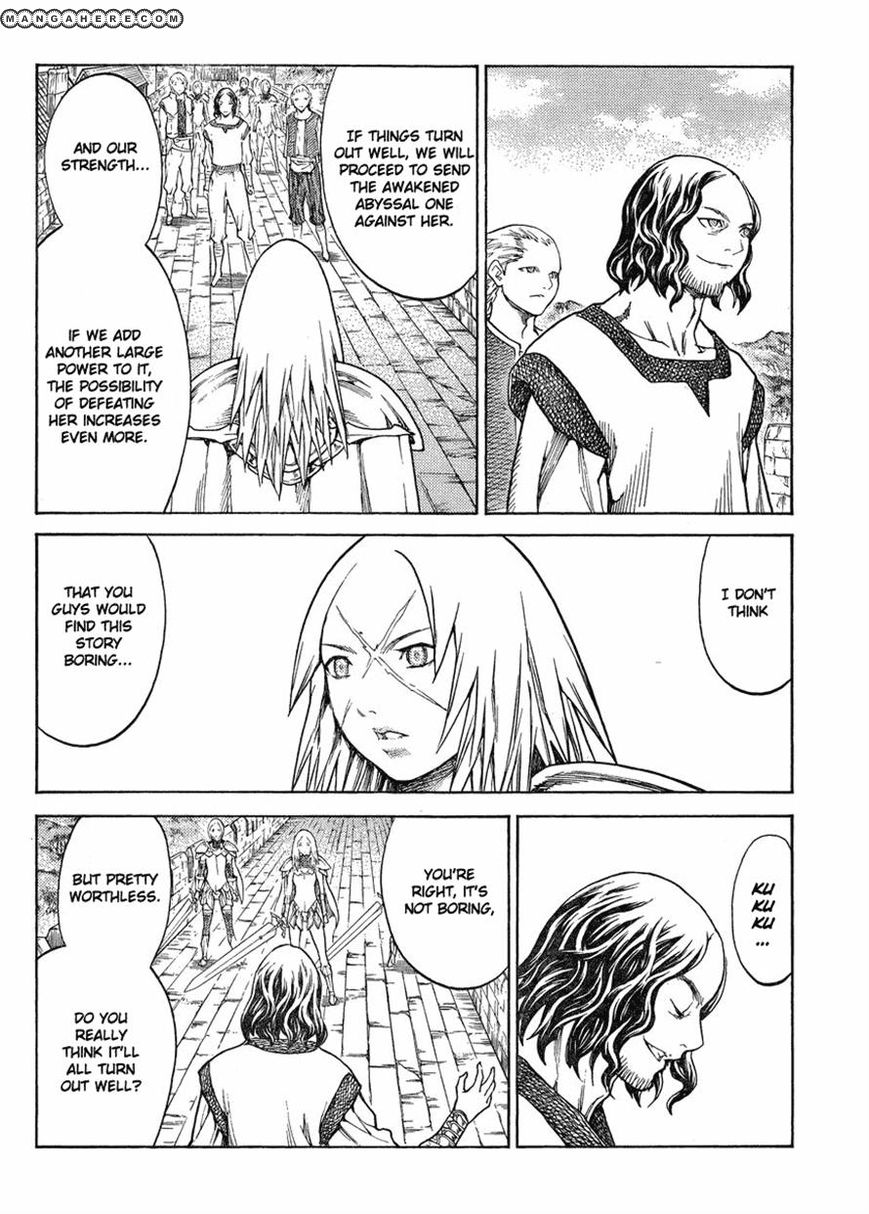 MANGAHERE.COM
IF THINGS TURN
OUT WELL, WE WILL
PROCEED TO SEND
THE AWAKENED
ABYSSAL ONE
AGAINST HER.
AND OUR
STRENGTH...
IF WE ADD
ANOTHER LARGE
POWER TO IT,
THE POSSIBILITY
OF DEFEATING
HER INCREASES
EVEN MORE.
I DON'T
THINK
THAT YOU
GUYS WOULD
FIND THIS
STORY
BORING...
KU
KU
KU
...
YOU'RE
RIGHT, IT'S
NOT BORING,
BUT PRETTY
WORTHLESS.
DO YOU
REALLY
THINK IT'LL
ALL TURN
OUT WELL?